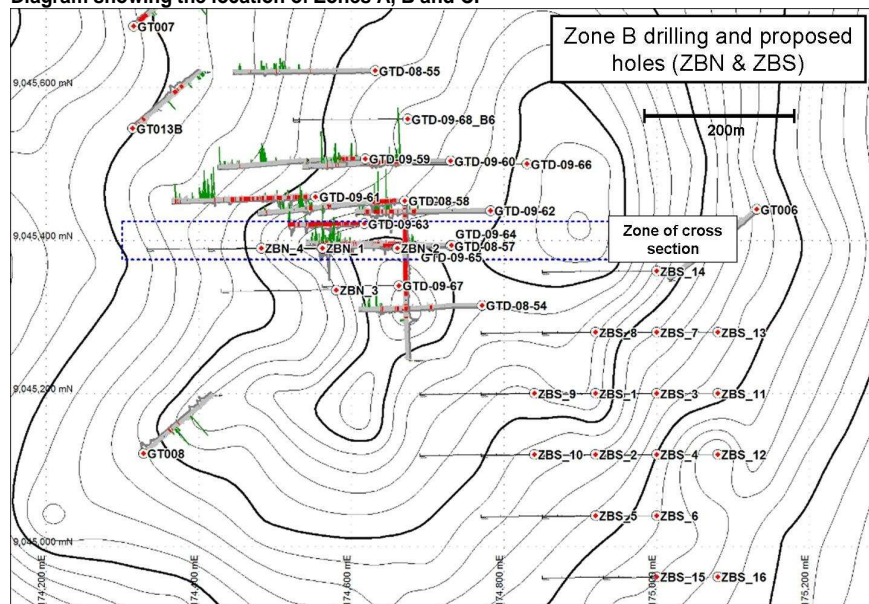 Diagram showing the location of Zones A, B and C.
GT007
Zone B drilling and proposed
holes (ZBN & ZBS)
GTD-08-55
9,045,600 mN
200m
GTD-09-68_B6
GT013B
GTD-09-59
GTD-09-60
GTD-09-66
GTD-09-61
GTD-08-58
GTD-09-62
GT006
GTD-09-63
Zone of cross
section
9,045,400 mN
GTD-09-64
ZBN_4
ZBN_1
ZBN_2
GTD-08-57
GTD-09-65
ZBS_14
ZBN_3
GTD-09-67
GTD-08-54
ZBS_8
ZBS_7
ZBS_13
9,045,200 mN
ZBS_9
ZBS_1
ZBS_3
ZBS_11
GT008
ZBS_10
ZBS_2
ZBS_4
ZBS_12
ZBS_5
ZBS_6
9,045,000 mN
ZBS_15
ZBS_16
174,200 mE
174,400 mE
174,600 mE
174,800 mE
175,000 mE
175,200 mE